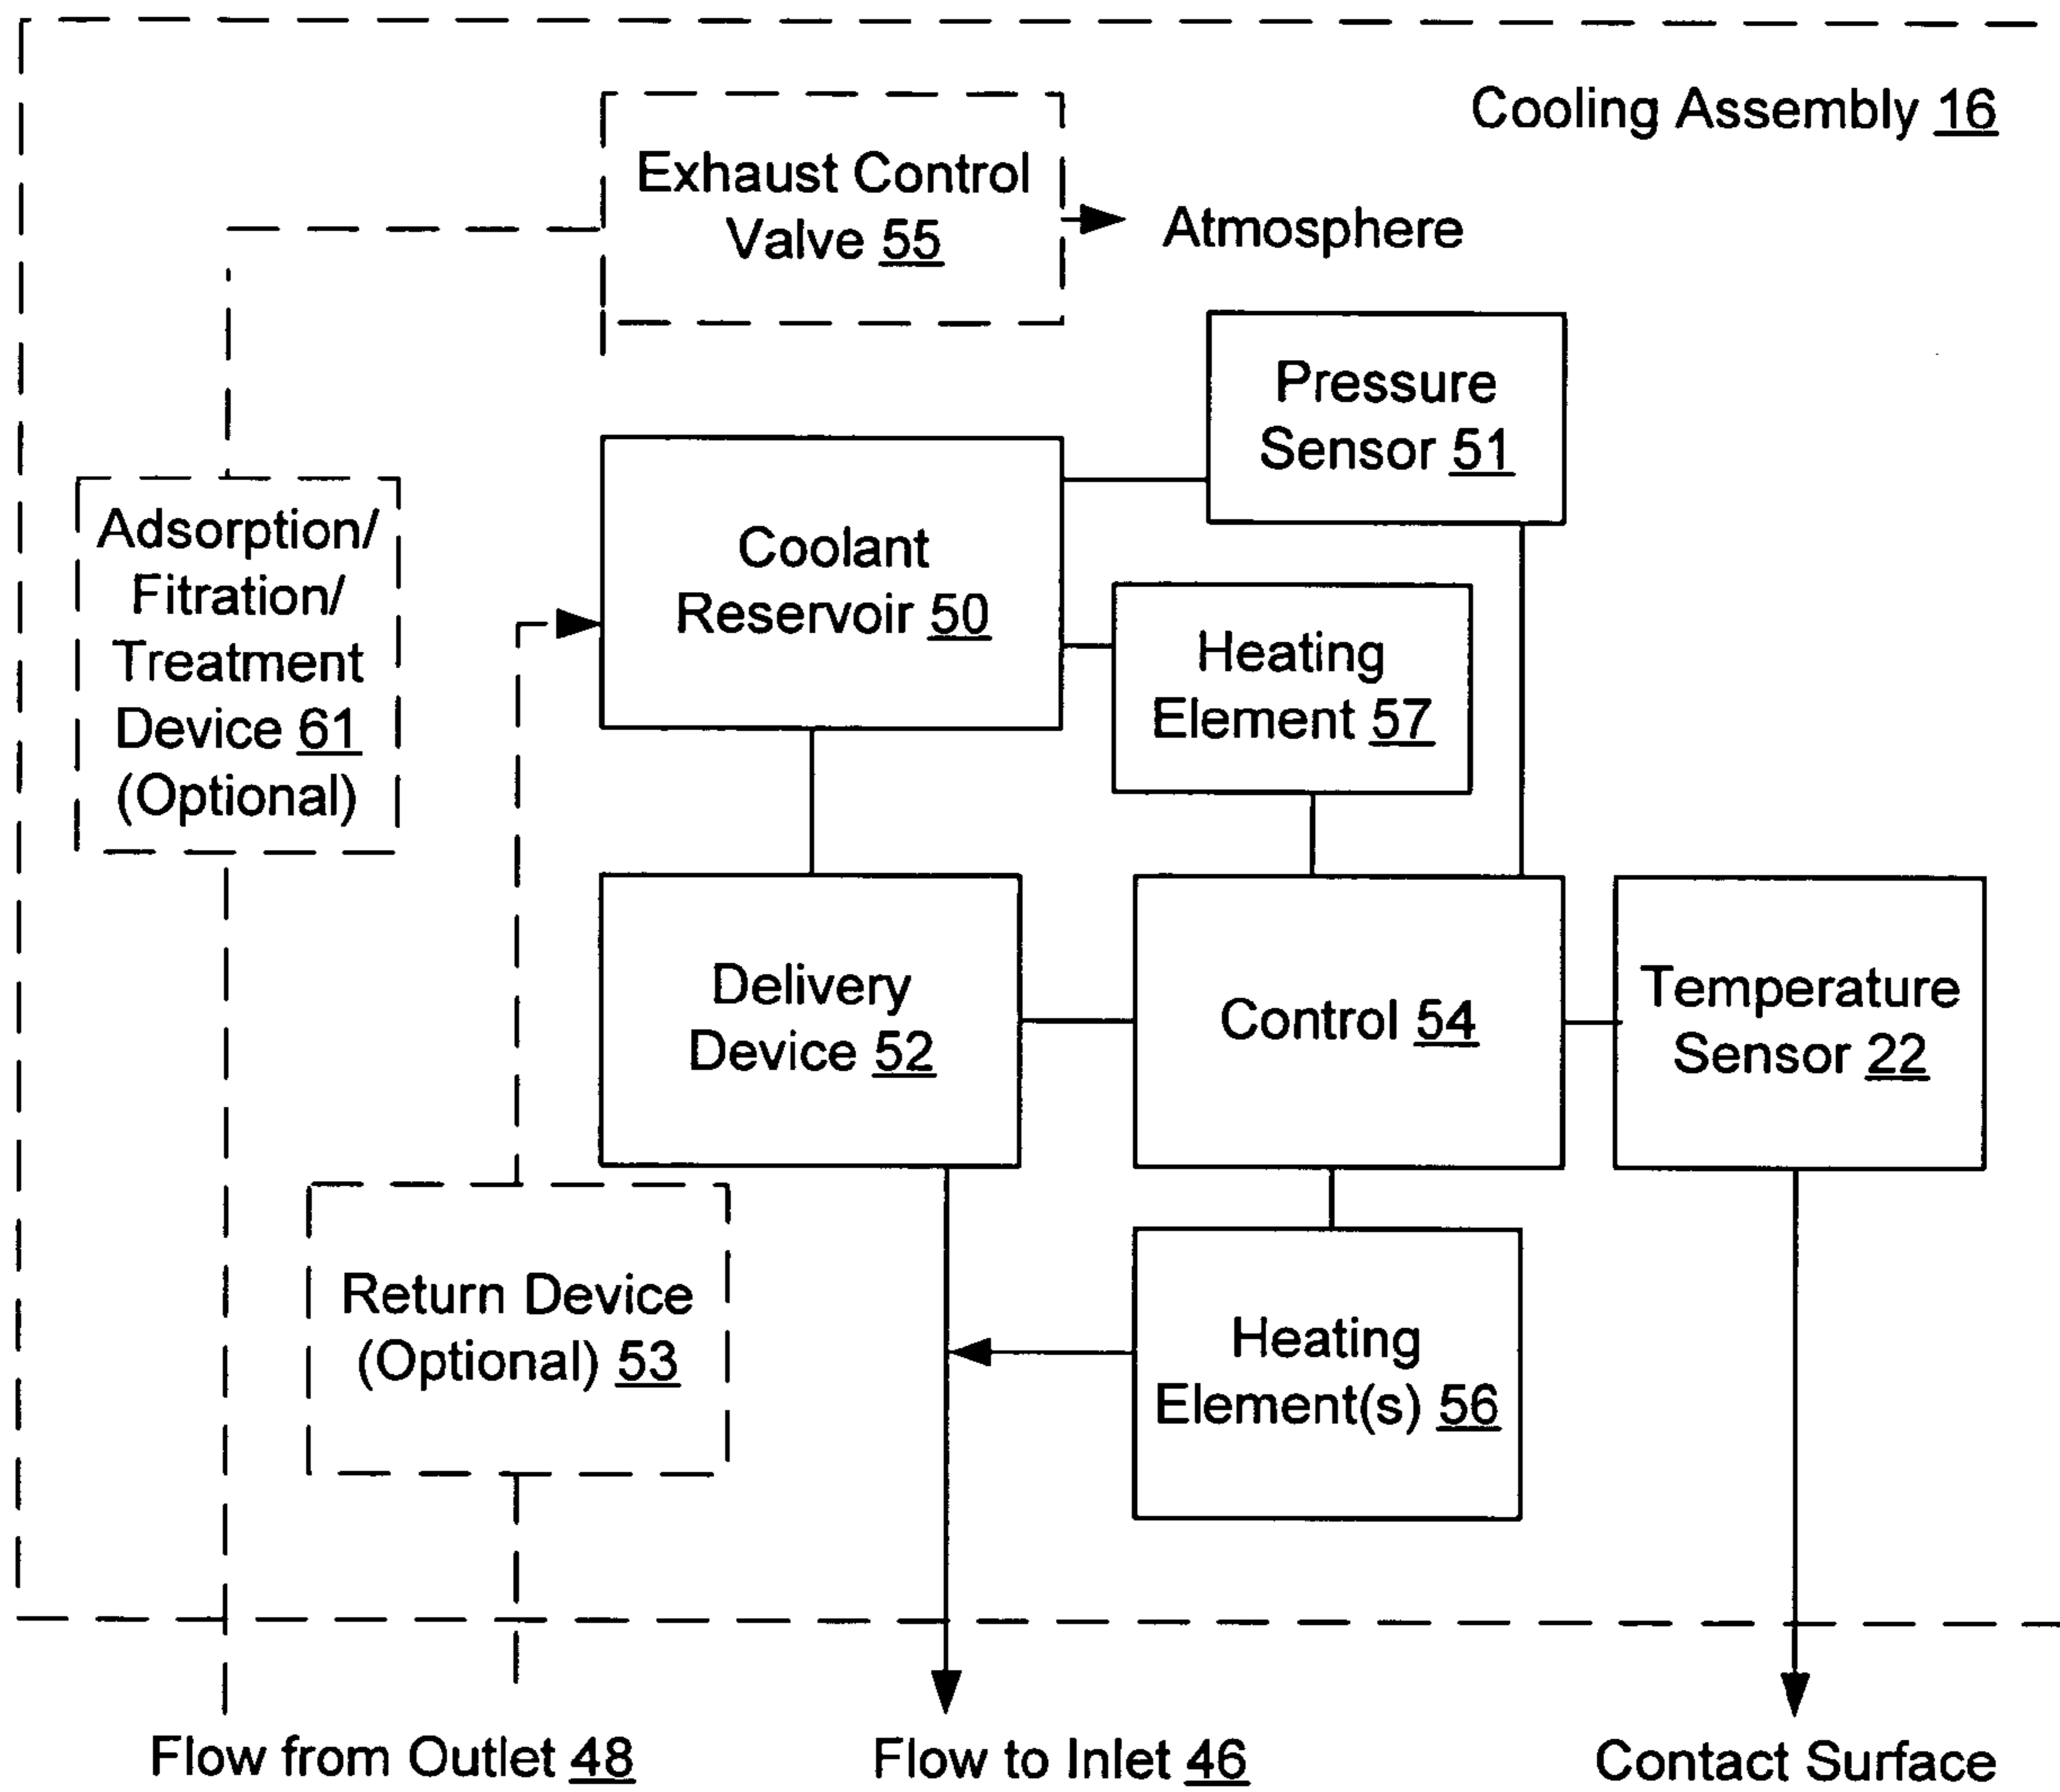 Cooling Assembly 16
Exhaust Control
Valve 55
Atmosphere
Pressure
Sensor 51
Adsorption/
Fitration/
Treatment
Device 61
(Optional)
Coolant
Reservoir 50
Heating
Element 57
Delivery
Device 52
Control 54
Temperature
Sensor 22
Return Device
(Optional) 53
Heating
Element(s) 56
Flow from Outlet 48
Flow to Inlet 46
Contact Surface